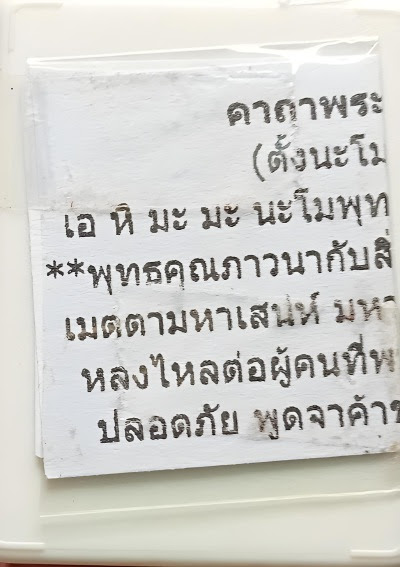 คาถาพระ
(ตั้งนะโม
เอ หิ มะ มะ นะโมพุท
**พุทธคุณภาวนากับสิ
เมตตามหาเสน่ห์ มหา
หลงไหลต่อผู้คนที่พ
ปลอดภัย พูดจาค้าข